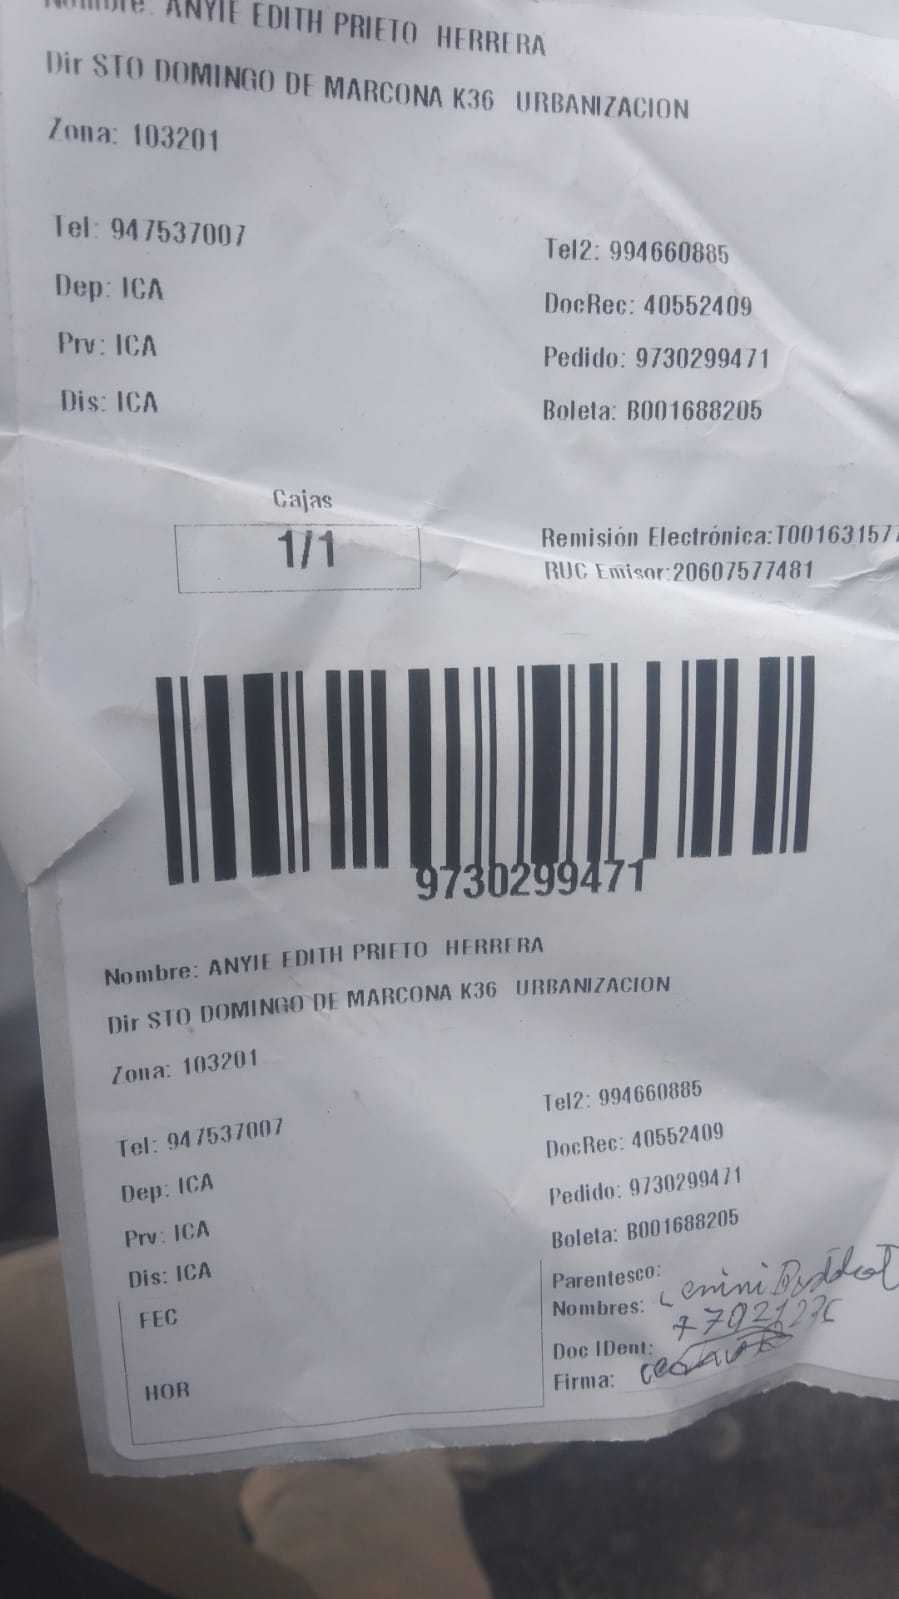 Nombre: ANYIE EDITH PRIETO HERRERA
Dir STO DOMINGO DE MARCONA K36 URBANIZACION
Zona: 103201
Tel: 947537007 Tel2: 994660885
Dep: ICA DocRec: 40552409
Prv: ICA Pedido: 9730299471
Dis: ICA Boleta: B001688205
Cajas
1/1
Remisión Electrónica:T001631577
RUC Emisor:20607577481
9730299471
Nombre: ANYIE EDITH PRIETO HERRERA
Dir STO DOMINGO DE MARCONA K36 URBANIZACION
Zona: 103201
Tel: 947537007 Tel2: 994660885
Dep: ICA DocRec: 40552409
Prv: ICA Pedido: 9730299471
Dis: ICA Boleta: B001688205
FEC
HOR
Parentesco:
Nombres:
Doc IDent:
Firma: